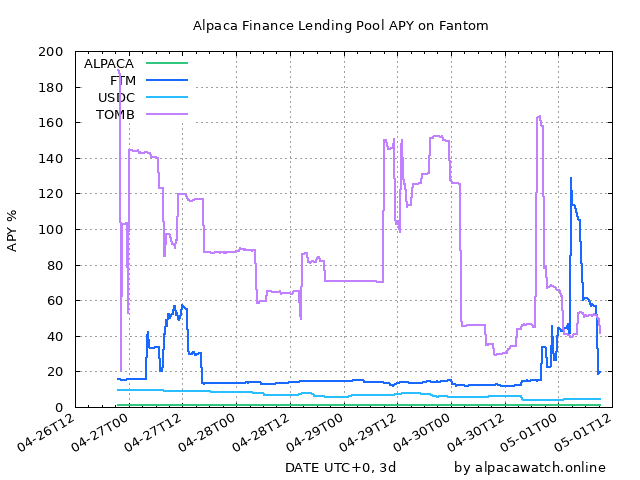 Alpaca Finance Lending Pool APY on Fantom
200
180
160
140
120
100
80
60
40
20
0
APY %
ALPACA
FTM
USDC
TOMB
04-26T12
04-27T00
04-27T12
04-28T00
04-28T12
04-29T00
04-29T12
04-30T00
04-30T12
05-01T00
05-01T12
DATE UTC+0, 3d
by alpacawatch.online